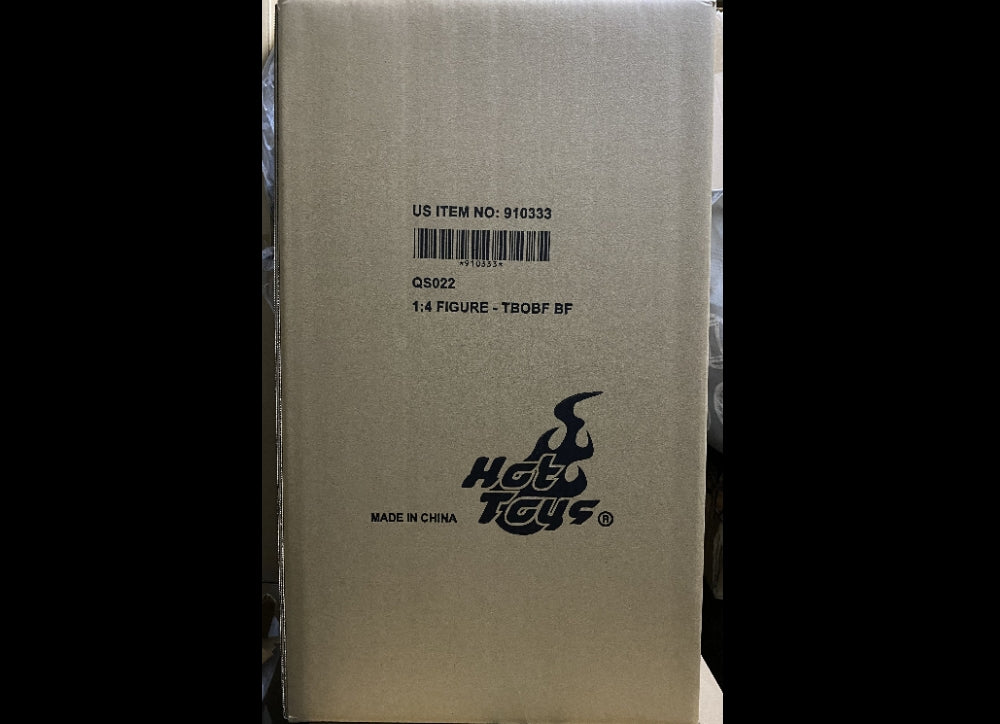 US ITEM NO: 910333
*910333*
QS022
1:4 FIGURE - TBOBF BF
Hot
Toys ®
MADE IN CHINA